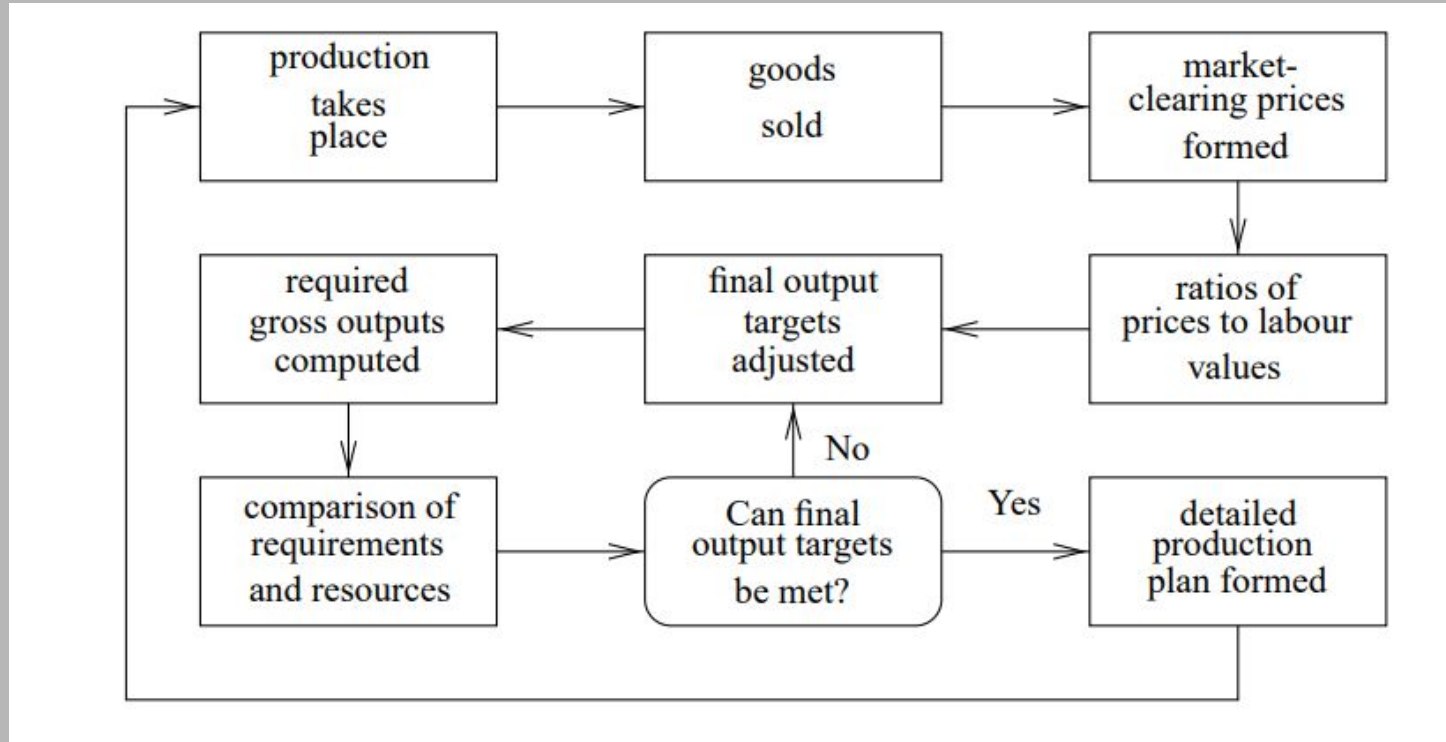 production
takes
place
goods
sold
market-
clearing prices
formed
required
gross outputs
computed
final output
targets
adjusted
ratios of
prices to labour
values
No
comparison of
requirements
and resources
Can final
output targets
be met?
Yes
detailed
production
plan formed